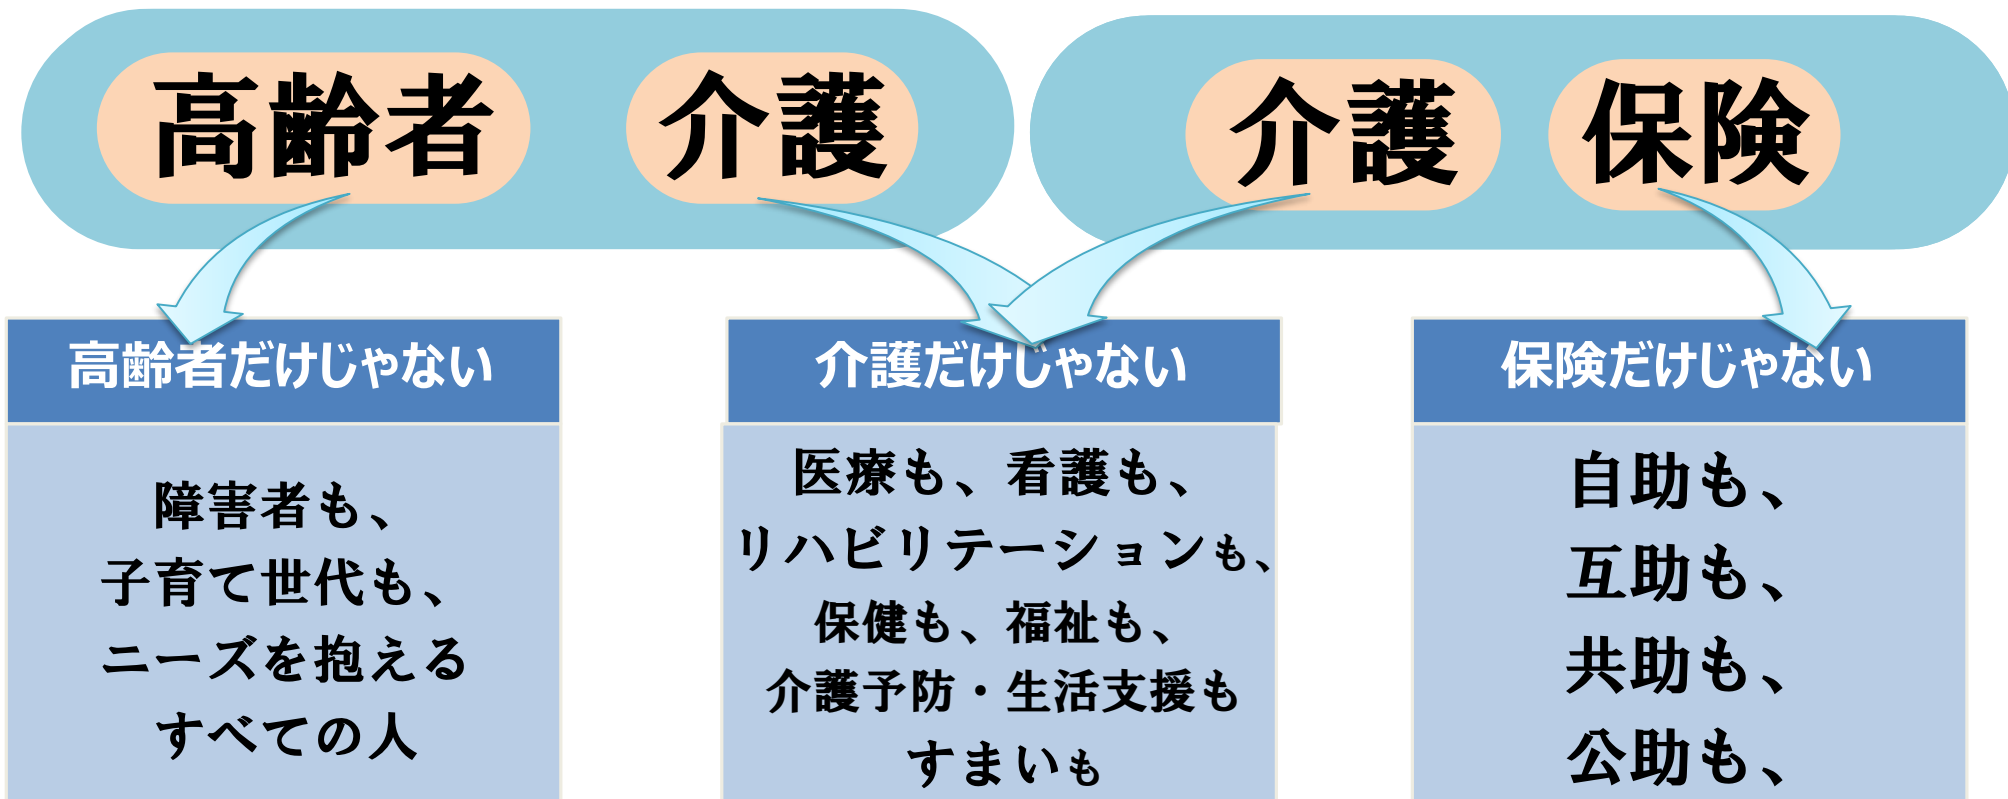 高齢者 介護 介護 保険
高齢者だけじゃない
障害者も、
子育て世代も、
ニーズを抱える
すべての人
介護だけじゃない
医療も、看護も、
リハビリテーションも、
保健も、福祉も、
介護予防・生活支援も
すまいも
保険だけじゃない
自助も、
互助も、
共助も、
公助も、